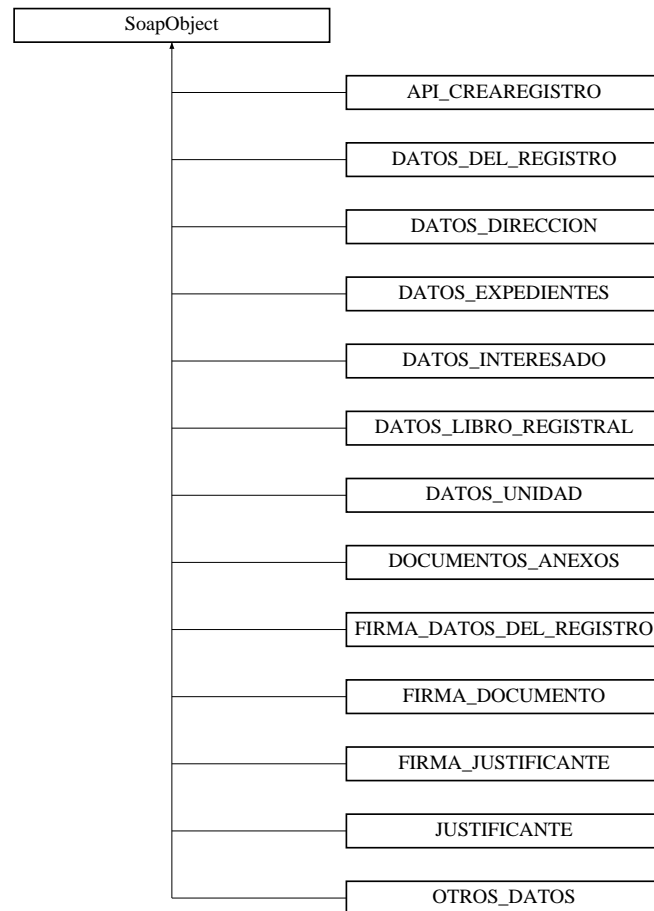 SoapObject
API_CREAREGISTRO
DATOS_DEL_REGISTRO
DATOS_DIRECCION
DATOS_EXPEDIENTES
DATOS_INTERESADO
DATOS_LIBRO_REGISTRAL
DATOS_UNIDAD
DOCUMENTOS_ANEXOS
FIRMA_DATOS_DEL_REGISTRO
FIRMA_DOCUMENTO
FIRMA_JUSTIFICANTE
JUSTIFICANTE
OTROS_DATOS